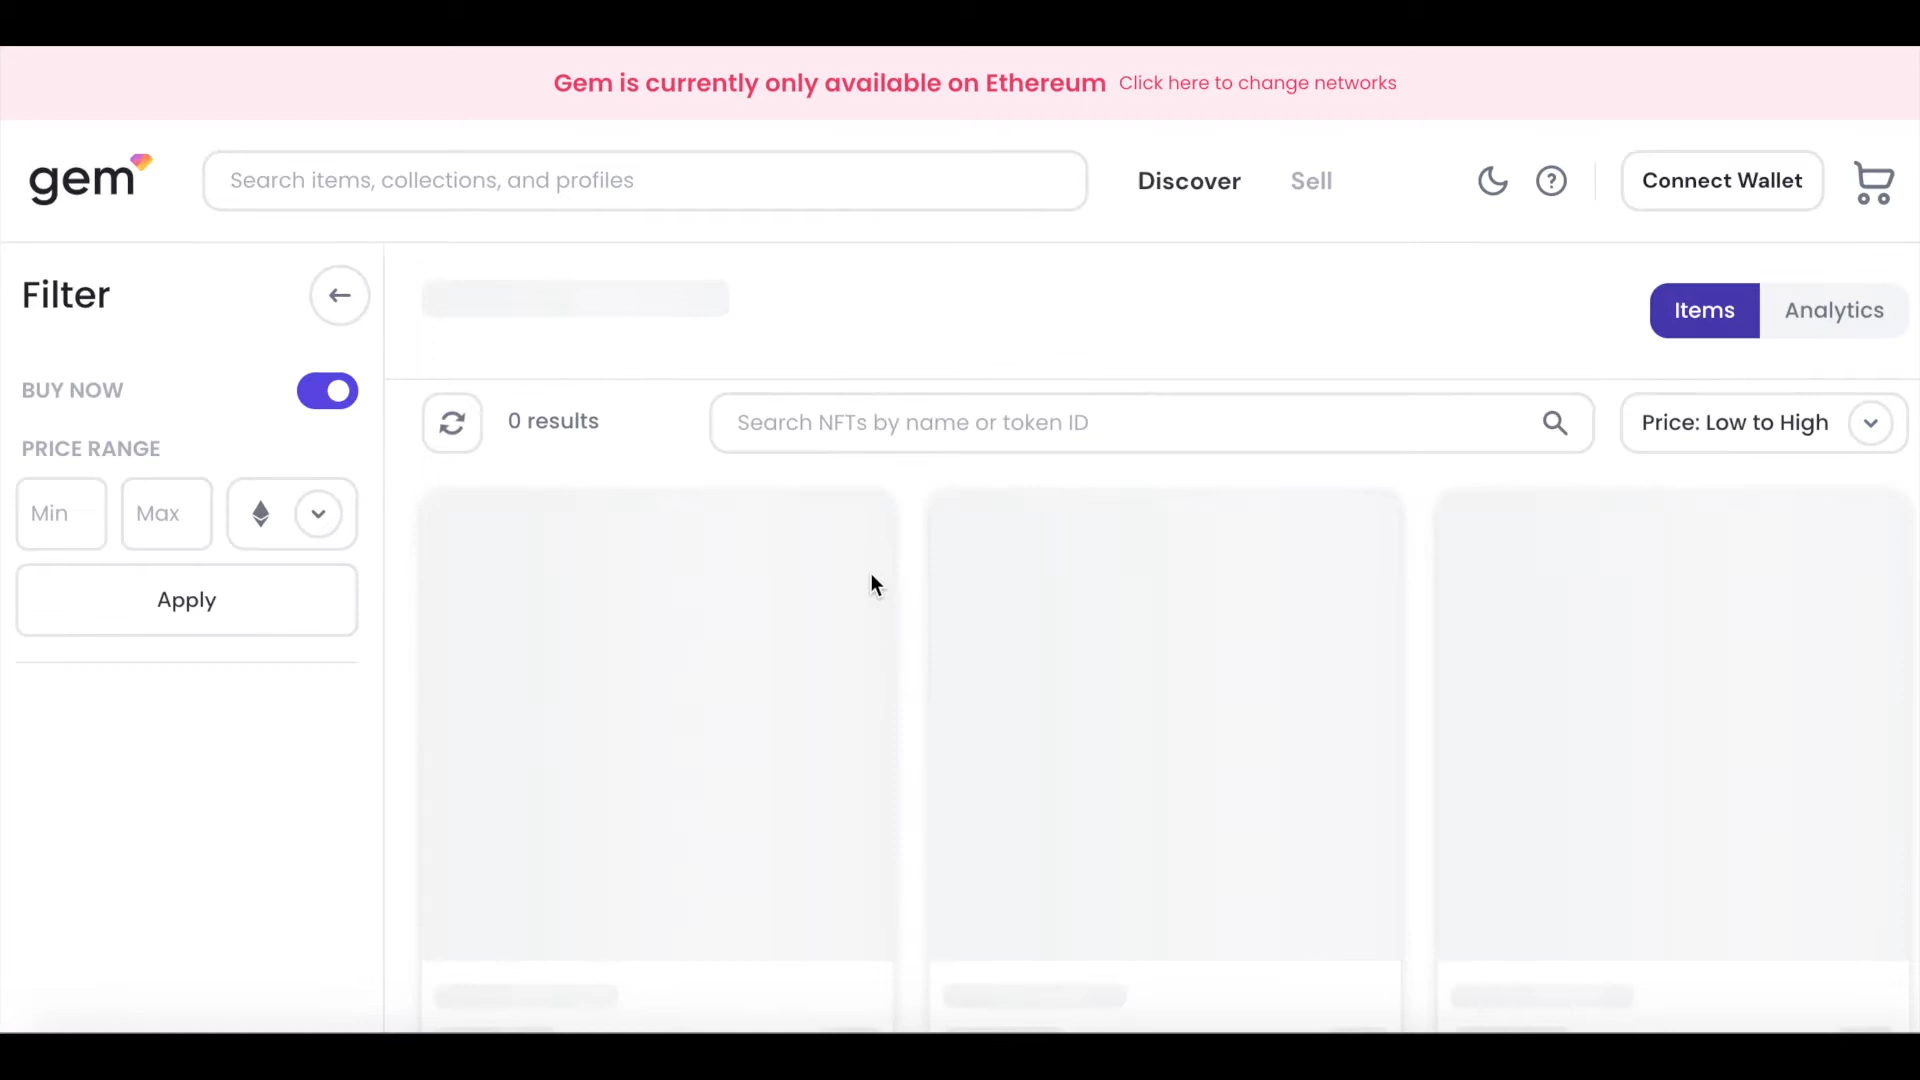 Gem is currently only available on Ethereum Click here to change networks
gem
Search items, collections, and profiles
Discover
Sell
Connect Wallet
Filter
Items
Analytics
BUY NOW
0 results
Search NFTs by name or token ID
Price: Low to High
PRICE RANGE
Min
Max
Apply